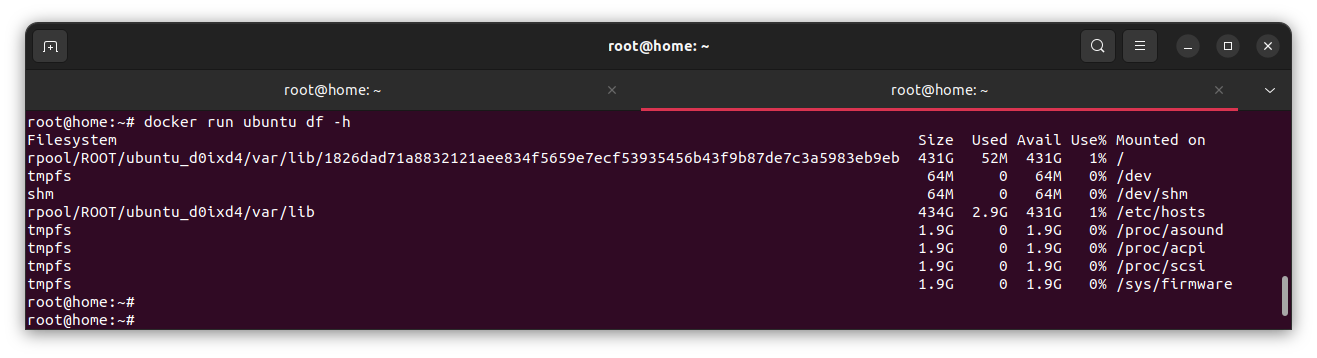 root@home: ~
root@home: ~
root@home: ~
root@home:~# docker run ubuntu df -h
Filesystem Size Used Avail Use% Mounted on
rpool/ROOT/ubuntu_d0ixd4/var/lib/1826dad71a8832121aee834f5659e7ecf53935456b43f9b87de7c3a5983eb9eb 431G 52M 431G 1% /
tmpfs 64M 0 64M 0% /dev
shm 64M 0 64M 0% /dev/shm
rpool/ROOT/ubuntu_d0ixd4/var/lib 434G 2.9G 431G 1% /etc/hosts
tmpfs 1.9G 0 1.9G 0% /proc/asound
tmpfs 1.9G 0 1.9G 0% /proc/acpi
tmpfs 1.9G 0 1.9G 0% /proc/scsi
tmpfs 1.9G 0 1.9G 0% /sys/firmware
root@home:~#
root@home:~#